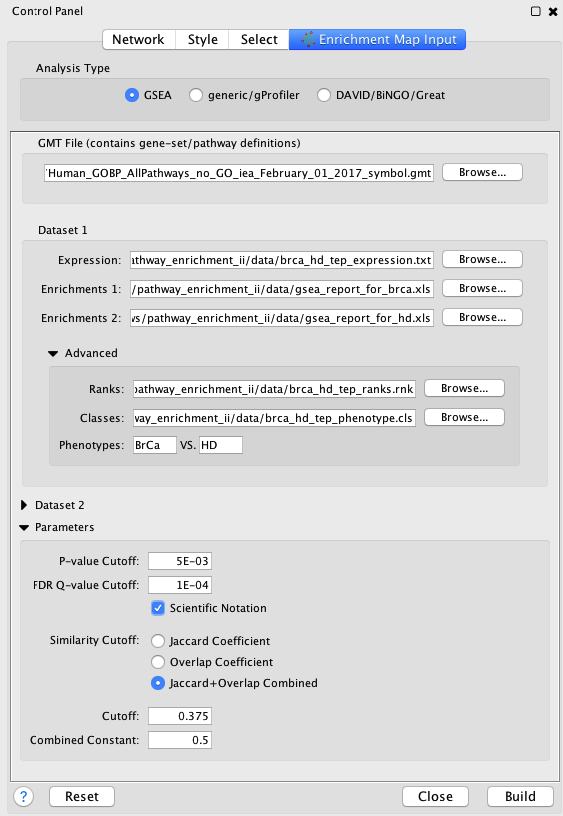 Control Panel
Network Style Select Enrichment Map Input
Analysis Type
GSEA generic/gProfiler DAVID/BiNGO/Great
GMT File (contains gene-set/pathway definitions)
'Human_GOBP_AllPathways_no_GO_iea_February_01_2017_symbol.gmt Browse...
Dataset 1
Expression: athway_enrichment_ii/data/brca_hd_tep_expression.txt Browse...
Enrichments 1: /pathway_enrichment_ii/data/gsea_report_for_brca.xls Browse...
Enrichments 2: vs/pathway_enrichment_ii/data/gsea_report_for_hd.xls Browse...
Advanced
Ranks: pathway_enrichment_ii/data/brca_hd_tep_ranks.rnk Browse...
Classes: way_enrichment_ii/data/brca_hd_tep_phenotype.cls Browse...
Phenotypes: BrCa VS. HD
Dataset 2
Parameters
P-value Cutoff: 5E-03
FDR Q-value Cutoff: 1E-04
Scientific Notation
Similarity Cutoff: Jaccard Coefficient
Overlap Coefficient
Jaccard+Overlap Combined
Cutoff: 0.375
Combined Constant: 0.5
? Reset Close Build